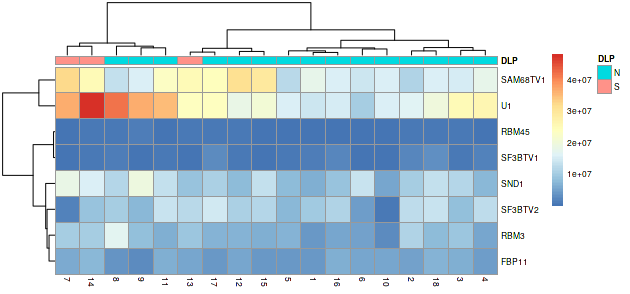 DLP
SAM68TV1
U1
RBM45
SF3BTV1
SND1
SF3BTV2
RBM3
FBP11
7 14 8 9 11 13 17 12 15 5 1 16 6 10 2 18 3 4
4e+07
3e+07
2e+07
1e+07
DLP
N
S